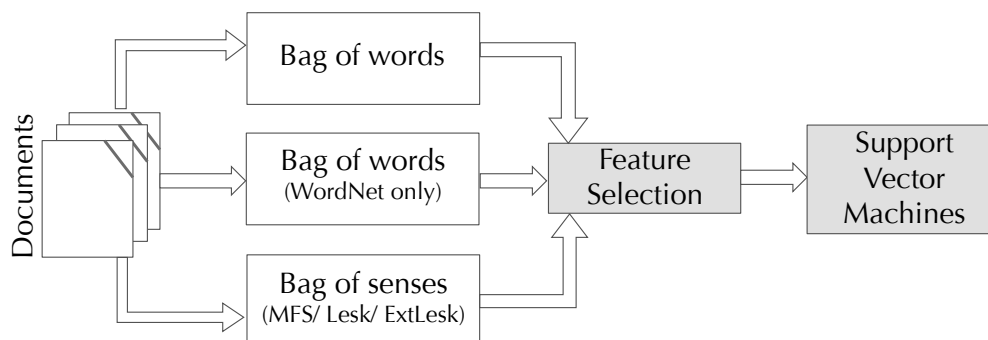 Documents
Bag of words
Bag of words
(WordNet only)
Bag of senses
(MFS/ Lesk/ ExtLesk)
Feature
Selection
Support
Vector
Machines